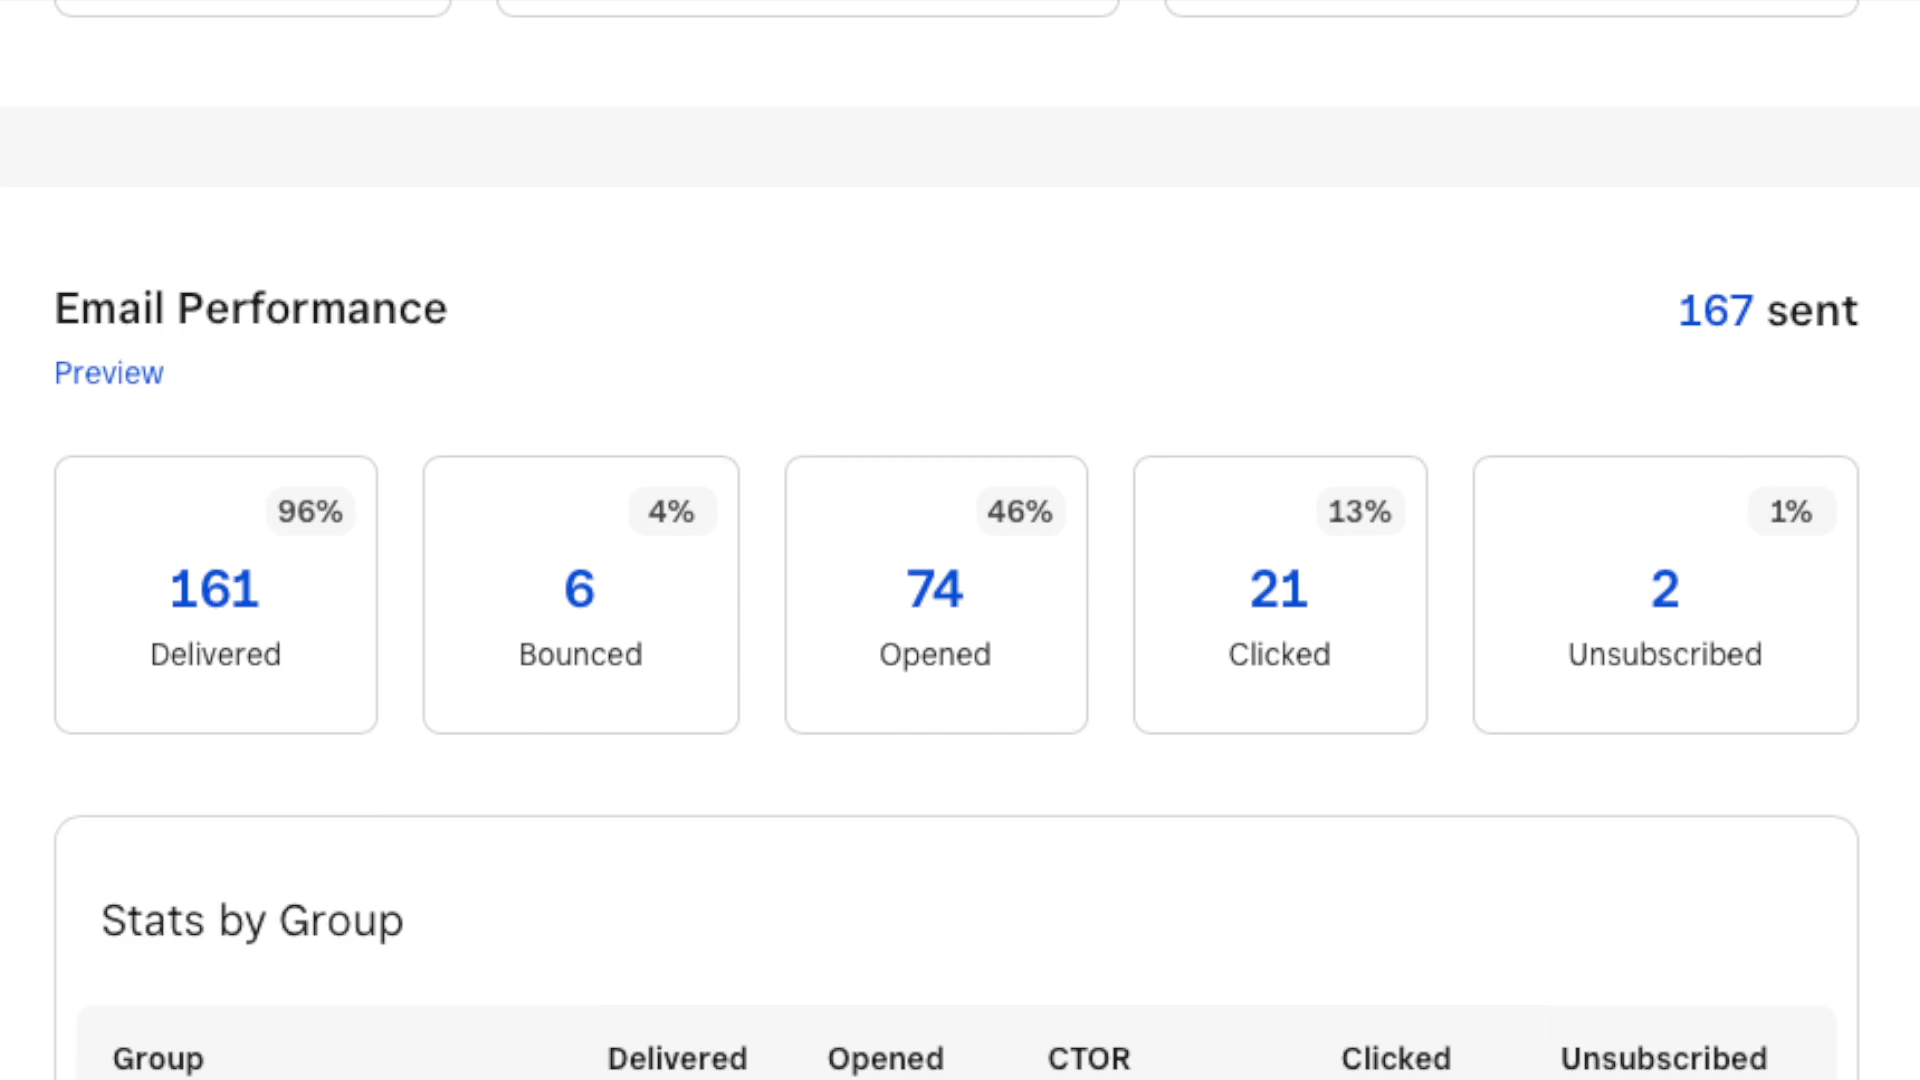 Email Performance
167 sent
Preview
96%
161
Delivered
4%
6
Bounced
46%
74
Opened
13%
21
Clicked
1%
2
Unsubscribed
Stats by Group
Group Delivered Opened CTOR Clicked Unsubscribed